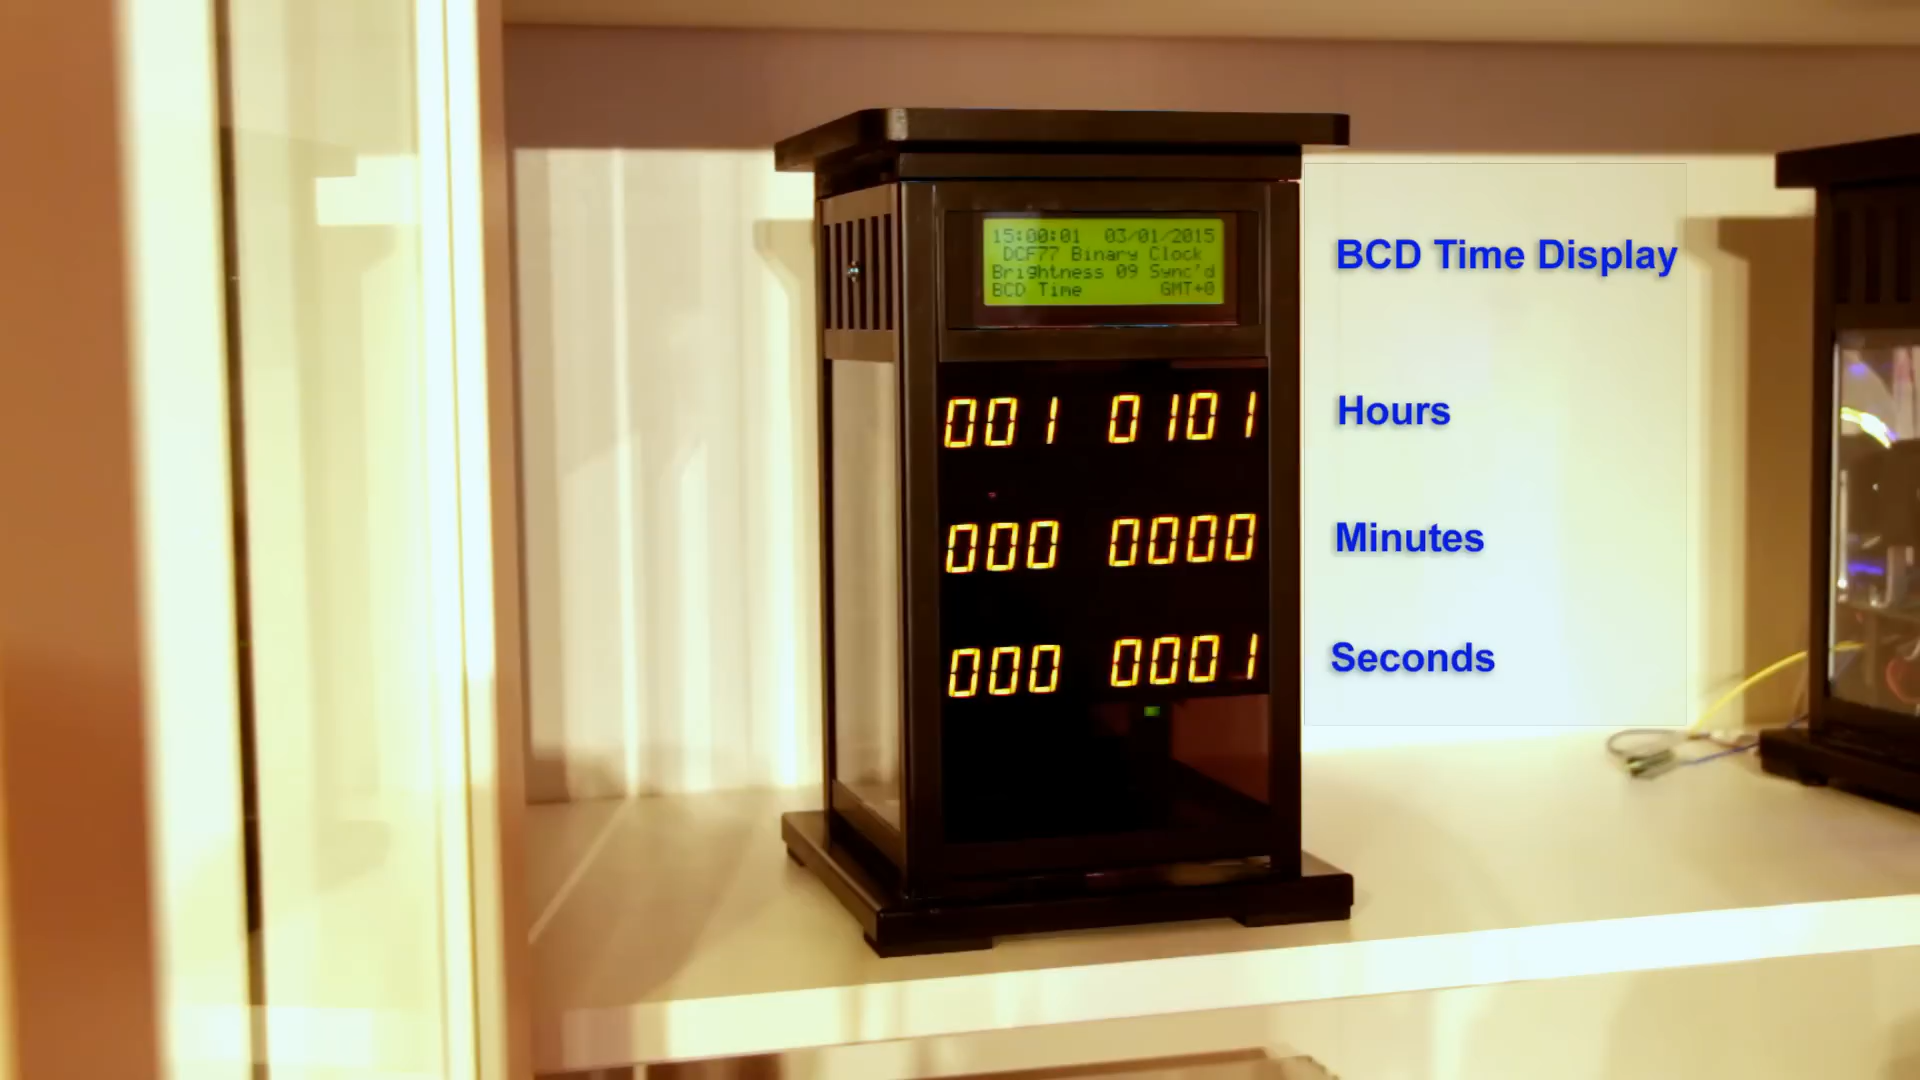 15:00:01 03/01/2015
DCF77 Binary Clock
Brightness 09 Sync'd
BCD Time GMT+0
BCD Time Display
001 0101
Hours
000 0000
Minutes
000 0001
Seconds